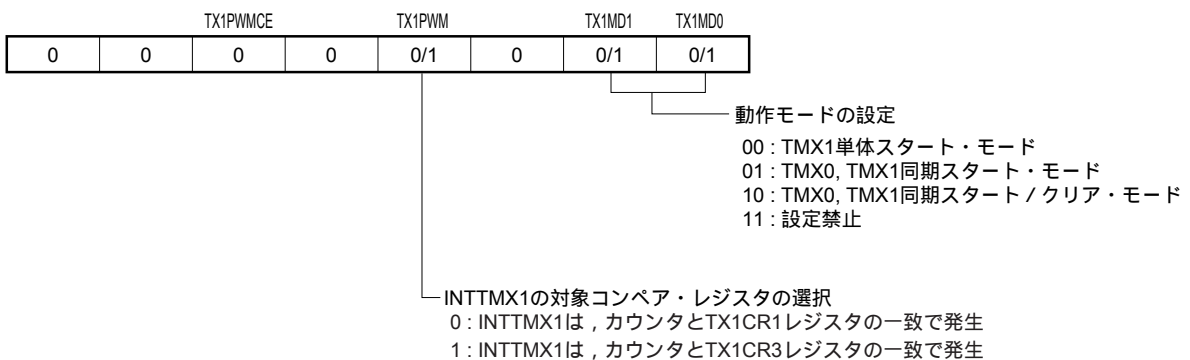 TX1PWMCE TX1PWM TX1MD1 TX1MD0
0 0 0 0 0/1 0 0/1 0/1
動作モードの設定
00 : TMX1単体スタート・モード
01 : TMX0, TMX1同期スタート・モード
10 : TMX0, TMX1同期スタート / クリア・モード
11 : 設定禁止
INTTMX1の対象コンペア・レジスタの選択
0 : INTTMX1は , カウンタとTX1CR1レジスタの一致で発生
1 : INTTMX1は , カウンタとTX1CR3レジスタの一致で発生